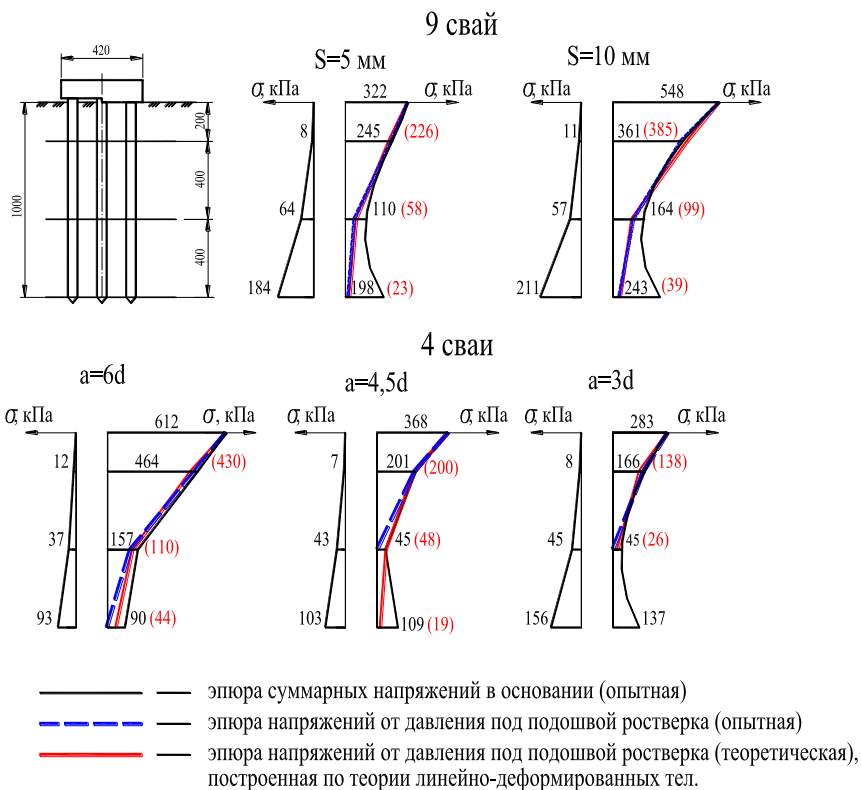 9 свай
S=5 мм
S=10 мм
420
σ, кПа
322
σ, кПа
σ, кПа
548
σ, кПа
200
8
245
(226)
11
361 (385)
1000
400
64
110 (58)
57
164 (99)
400
184
198 (23)
211
243 (39)
4 сваи
a=6d
a=4,5d
a=3d
σ, кПа
612
σ, кПа
σ, кПа
368
σ, кПа
σ, кПа
283
σ, кПа
12
464
(430)
7
201
(200)
8
166
(138)
37
157
(110)
43
45 (48)
45
45 (26)
93
90 (44)
103
109 (19)
156
137
эпюра суммарных напряжений в основании (опытная)
эпюра напряжений от давления под подошвой ростверка (опытная)
эпюра напряжений от давления под подошвой ростверка (теоретическая),
построенная по теории линейно-деформированных тел.